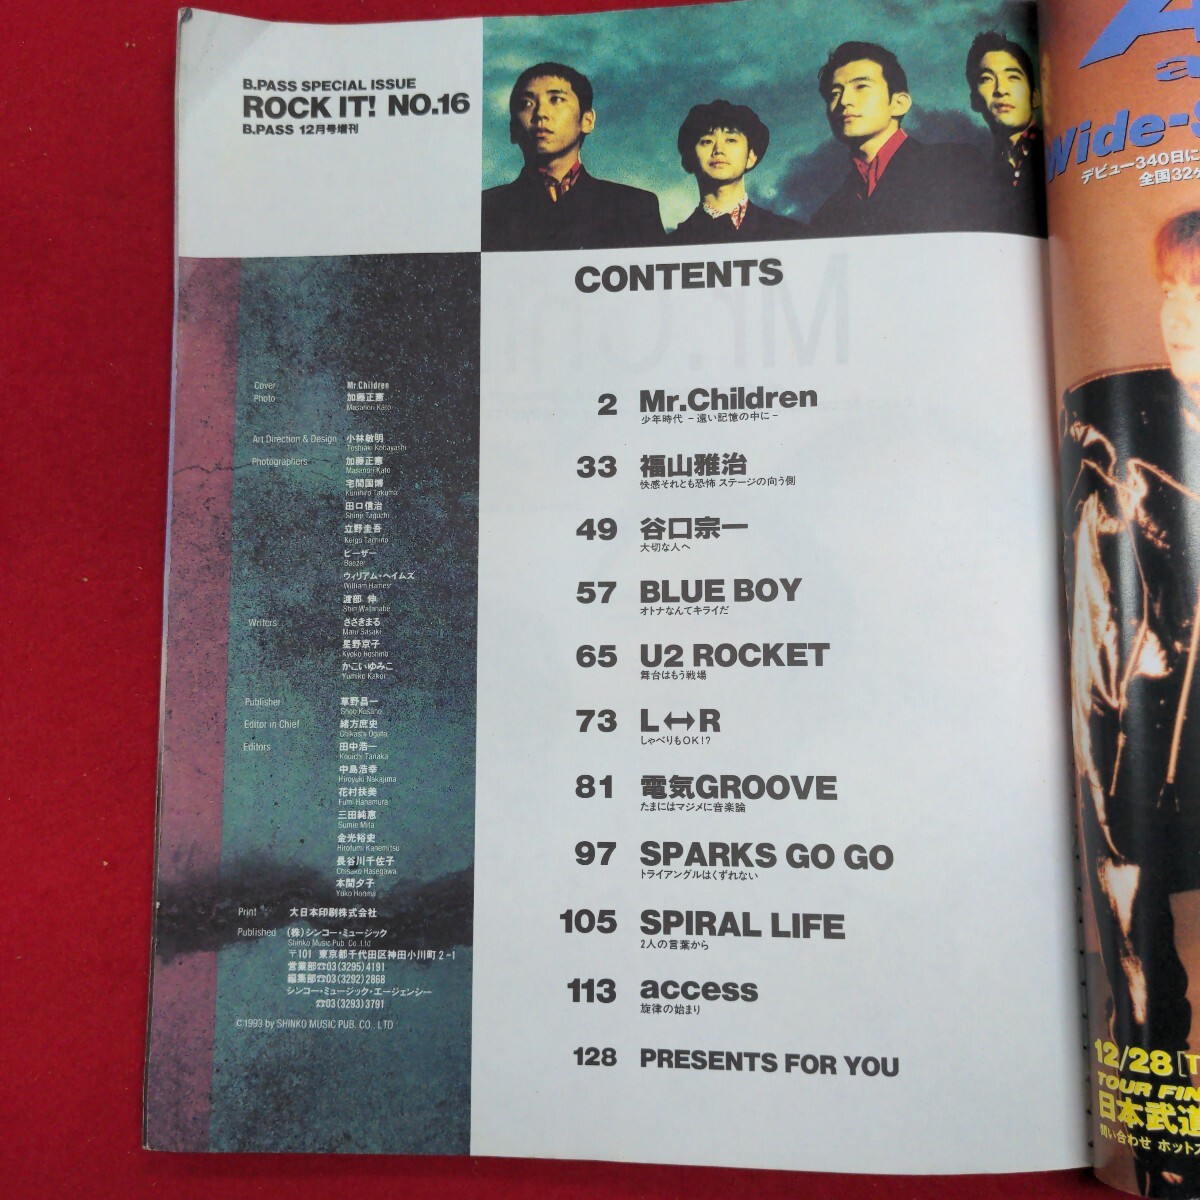 B.PASS SPECIAL ISSUE
ROCK IT! NO.16
B.PASS 12月号増刊
CONTENTS
2 Mr.Children
少年時代 −遠い記憶の中に−
33 福山雅治
快感それとも恐怖 ステージの向う側
49 谷口宗一
大切な人へ
57 BLUE BOY
オトナなんてキライだ
65 U2 ROCKET
舞台はもう戦場
73 L↔R
しゃべりもOK!?
81 電気GROOVE
たまにはマジメに音楽論
97 SPARKS GO GO
トライアングルはくずれない
105 SPIRAL LIFE
2人の言葉から
113 access
旋律の始まり
128 PRESENTS FOR YOU
Cover Mr.Children
Photo 加藤正憲
Masanori Kato
Art Direction & Design 小林敏明
Toshiaki Kobayashi
Photographers 加藤正憲
Masanori Kato
宅間国博
Kunihiro Takuma
田口信治
Shinji Taguchi
立野圭吾
Keigo Tachino
ビーザー
Beezer
ウィリアム・ヘイムズ
William Hames
渡部 伸
Shin Watanabe
Writers ささきまる
Maru Sasaki
星野京子
Kyoko Hoshino
かこいゆみこ
Yumiko Kakoi
Publisher 草野昌一
Shoo Kusano
Editor in Chief 緒方庶史
Chikashi Ogata
Editors 田中浩一
Kouichi Tanaka
中島浩幸
Hiroyuki Nakajima
花村扶美
Fumi Hanamura
三田純恵
Sumie Mita
金光裕史
Hirofumi Kanemitsu
長谷川千佐子
Chisako Hasegawa
本間夕子
Yuko Honma
Print 大日本印刷株式会社
Published (株)シンコー・ミュージック
Shinko Music Pub. Co. Ltd
〒101 東京都千代田区神田小川町2-1
営業部☎03(3295)4191
編集部☎03(3292)2868
シンコー・ミュージック・エージェンシー
☎03(3293)3791
©1993 by SHINKO MUSIC PUB. CO., LTD
デビュー340日に
全国32ヶ
12/28
TOUR FIN
日本武道
問い合わせ ホット